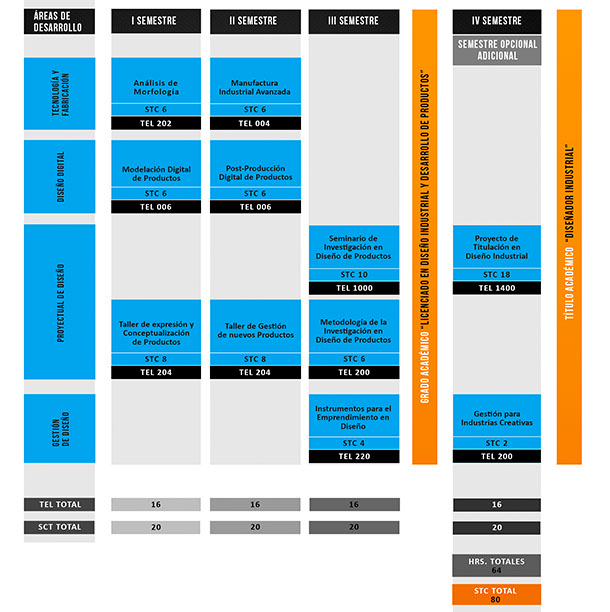 ÁREAS DE
DESARROLLO
I SEMESTRE
II SEMESTRE
III SEMESTRE
IV SEMESTRE
SEMESTRE OPCIONAL
ADICIONAL
TECNOLOGÍA Y
FABRICACIÓN
Análisis de
Morfología
STC 6
TEL 202
Manufactura
Industrial Avanzada
STC 6
TEL 004
DISEÑO DIGITAL
Modelación Digital
de Productos
STC 6
TEL 006
Post-Producción
Digital de Productos
STC 6
TEL 006
PROYECTUAL DE DISEÑO
Seminario de
Investigación en
Diseño de Productos
STC 10
TEL 1000
Proyecto de
Titulación en
Diseño Industrial
STC 18
TEL 1400
Taller de expresión y
Conceptualización
de Productos
STC 8
TEL 204
Taller de Gestión
de nuevos Productos
STC 8
TEL 204
Metodología de la
Investigación en
Diseño de Productos
STC 6
TEL 200
GESTIÓN
DE DISEÑO
Instrumentos para el
Emprendimiento en
Diseño
STC 4
TEL 220
Gestión para
Industrias Creativas
STC 2
TEL 200
GRADO ACADÉMICO "LICENCIADO EN DISEÑO INDUSTRIAL Y DESARROLLO DE PRODUCTOS"
TÍTULO ACADÉMICO "DISEÑADOR INDUSTRIAL"
TEL TOTAL 16 16 16 16
SCT TOTAL 20 20 20 20
HRS. TOTALES
64
STC TOTAL
80